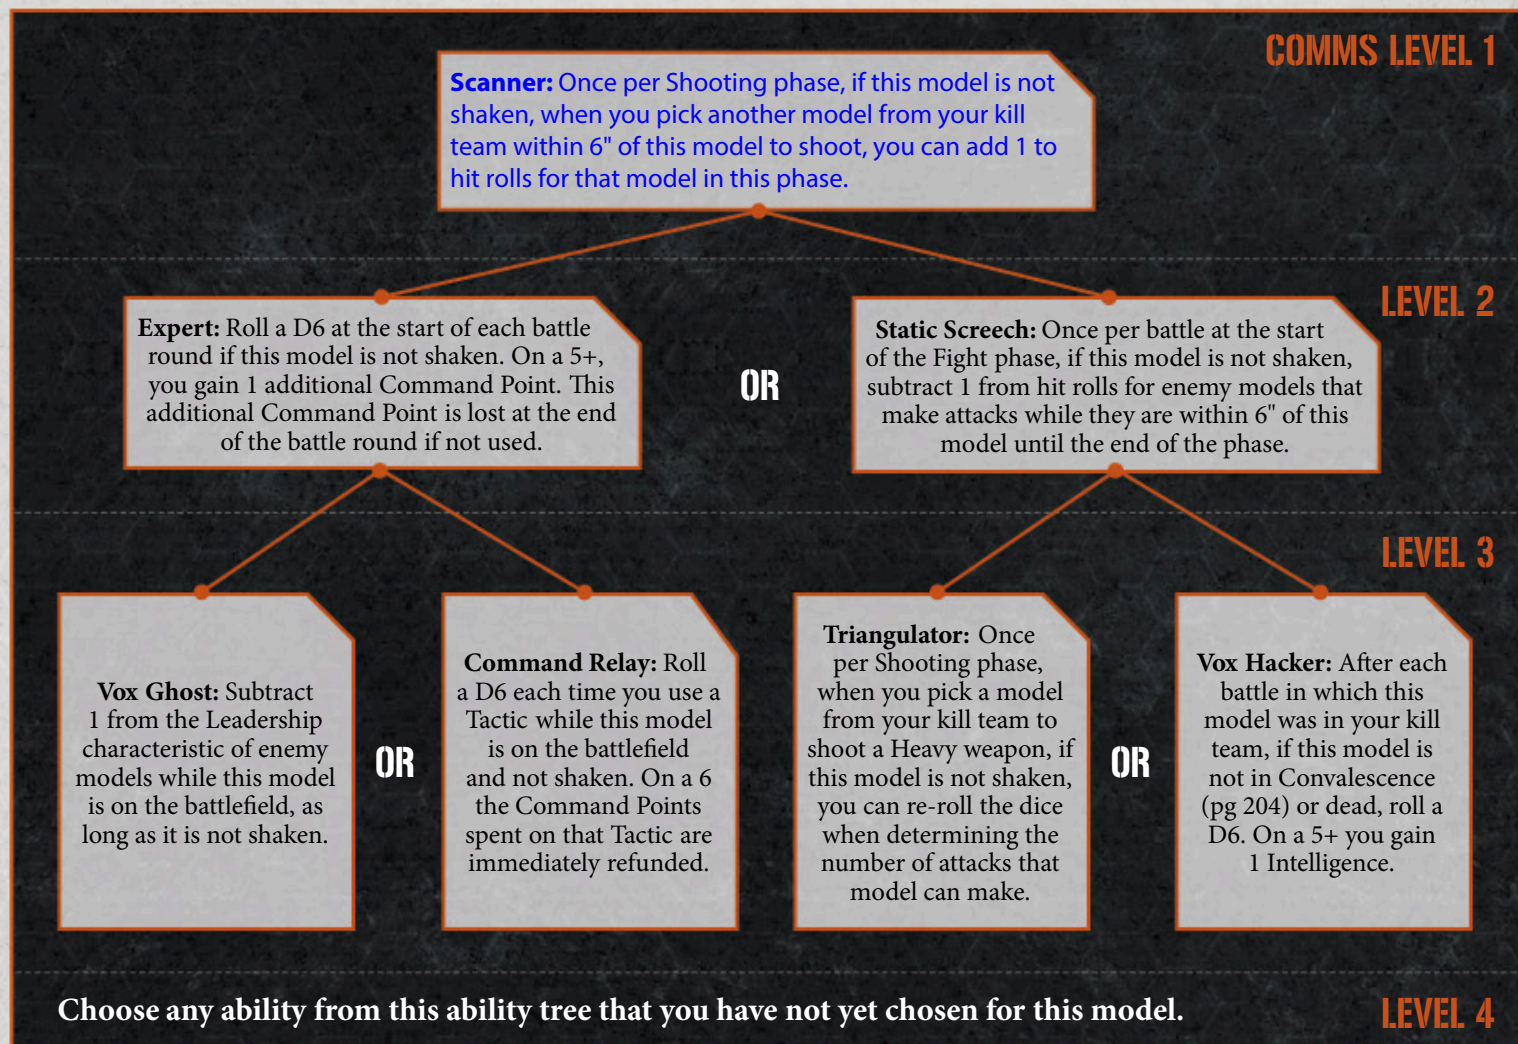 COMMS LEVEL 1
Scanner: Once per Shooting phase, if this model is not
shaken, when you pick another model from your kill
team within 6" of this model to shoot, you can add 1 to
hit rolls for that model in this phase.
LEVEL 2
Expert: Roll a D6 at the start of each battle
round if this model is not shaken. On a 5+,
you gain 1 additional Command Point. This
additional Command Point is lost at the end
of the battle round if not used.
OR
Static Screech: Once per battle at the start
of the Fight phase, if this model is not shaken,
subtract 1 from hit rolls for enemy models that
make attacks while they are within 6" of this
model until the end of the phase.
LEVEL 3
Vox Ghost: Subtract
1 from the Leadership
characteristic of enemy
models while this model
is on the battlefield, as
long as it is not shaken.
OR
Command Relay: Roll
a D6 each time you use a
Tactic while this model
is on the battlefield
and not shaken. On a 6
the Command Points
spent on that Tactic are
immediately refunded.
Triangulator: Once
per Shooting phase,
when you pick a model
from your kill team to
shoot a Heavy weapon, if
this model is not shaken,
you can re-roll the dice
when determining the
number of attacks that
model can make.
OR
Vox Hacker: After each
battle in which this
model was in your kill
team, if this model is
not in Convalescence
(pg 204) or dead, roll a
D6. On a 5+ you gain
1 Intelligence.
Choose any ability from this ability tree that you have not yet chosen for this model.
LEVEL 4